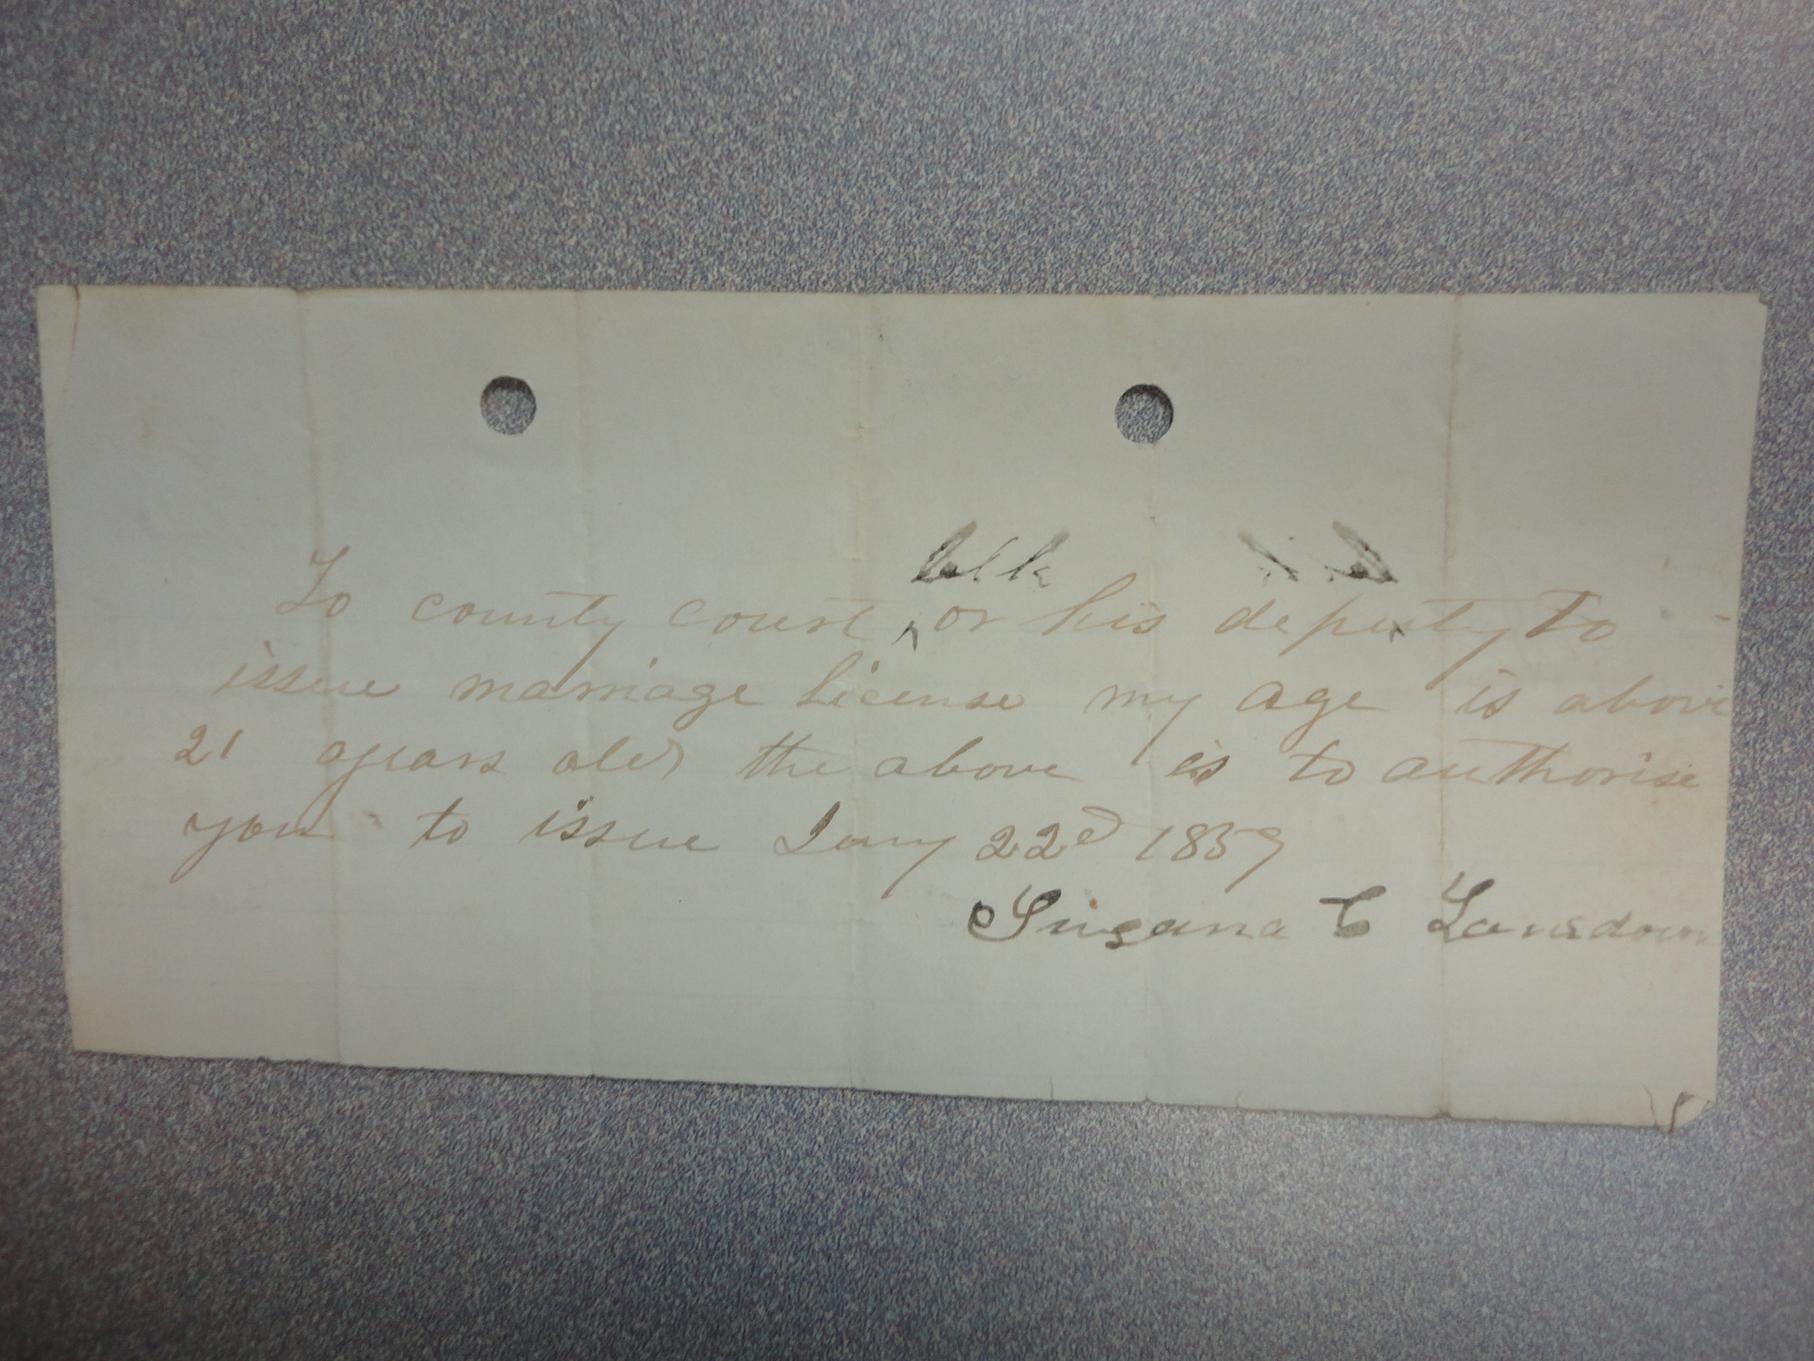 clk
To county court or his deputy to
issue marriage license my age is above
21 years old the above is to authorise
you to issue Jany 22d 1859
Susana C Lansdown